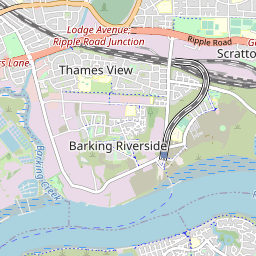 Lodge Avenue,
Ripple Road Junction
Ripple Road
Scratto
s Lane
Thames View
Barking Riverside
Barking Creek